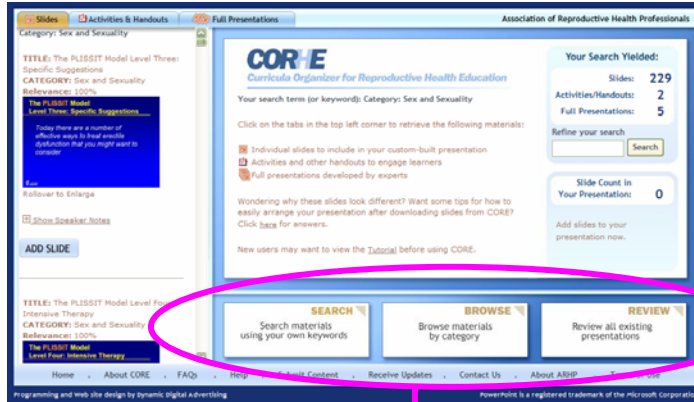 Slides Activities & Handouts Full Presentations Association of Reproductive Health Professionals
Category: Sex and Sexuality
TITLE: The PLISSIT Model Level Three:
Specific Suggestions
CATEGORY: Sex and Sexuality
Relevance: 100%
The PLISSIT Model
Level Three: Specific Suggestions
Today there are a number of
effective ways to treat erectile
dysfunction that you might want to
consider
Rollover to Enlarge
Show Speaker Notes
ADD SLIDE
TITLE: The PLISSIT Model Level Four:
Intensive Therapy
CATEGORY: Sex and Sexuality
Relevance: 100%
The PLISSIT Model
Level Four: Intensive Therapy
CORHE
Curricula Organizer for Reproductive Health Education
Your search term (or keyword): Category: Sex and Sexuality
Click on the tabs in the top left corner to retrieve the following materials:
Individual slides to include in your custom-built presentation
Activities and other handouts to engage learners
Full presentations developed by experts
Wondering why these slides look different? Want some tips for how to
easily arrange your presentation after downloading slides from CORE?
Click here for answers.
New users may want to view the Tutorial before using CORE.
Your Search Yielded:
Slides: 229
Activities/Handouts: 2
Full Presentations: 5
Refine your search
Search
Slide Count in
Your Presentation: 0
Add slides to your
presentation now.
SEARCH
Search materials
using your own keywords
BROWSE
Browse materials
by category
REVIEW
Review all existing
presentations
Home . About CORE . FAQs . Help . Submit Content . Receive Updates . Contact Us . About ARHP . Terms of Use
Programming and Web site design by Dynamic Digital Advertising PowerPoint is a registered trademark of the Microsoft Corporatio